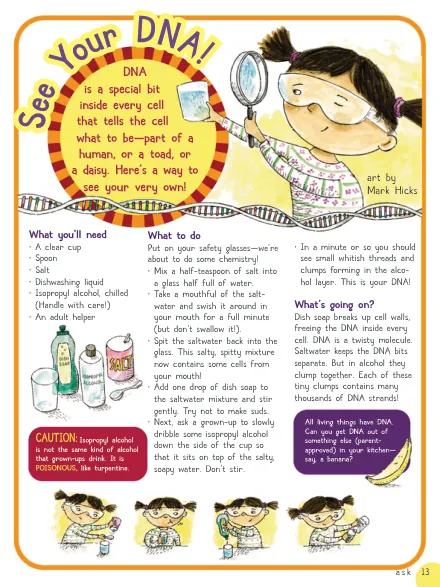 See Your DNA!
DNA
is a special bit
inside every cell
that tells the cell
what to be—part of a
human, or a toad, or
a daisy. Here's a way to
see your very own!
art by
Mark Hicks
What you'll need
• A clear cup
• Spoon
• Salt
• Dishwashing liquid
• Isopropyl alcohol, chilled
(Handle with care!)
• An adult helper
SALT
CAUTION: Isopropyl alcohol
is not the same kind of alcohol
that grown-ups drink. It is
POISONOUS, like turpentine.
What to do
Put on your safety glasses—we're
about to do some chemistry!
• Mix a half-teaspoon of salt into
a glass half full of water.
• Take a mouthful of the salt-
water and swish it around in
your mouth for a full minute
(but don't swallow it!).
• Spit the saltwater back into the
glass. This salty, spitty mixture
now contains some cells from
your mouth!
• Add one drop of dish soap to
the saltwater mixture and stir
gently. Try not to make suds.
• Next, ask a grown-up to slowly
dribble some isopropyl alcohol
down the side of the cup so
that it sits on top of the salty,
soapy water. Don't stir.
• In a minute or so you should
see small whitish threads and
clumps forming in the alco-
hol layer. This is your DNA!
What's going on?
Dish soap breaks up cell walls,
freeing the DNA inside every
cell. DNA is a twisty molecule.
Saltwater keeps the DNA bits
separate. But in alcohol they
clump together. Each of these
tiny clumps contains many
thousands of DNA strands!
All living things have DNA.
Can you get DNA out of
something else (parent-
approved) in your kitchen—
say, a banana?
ask 13